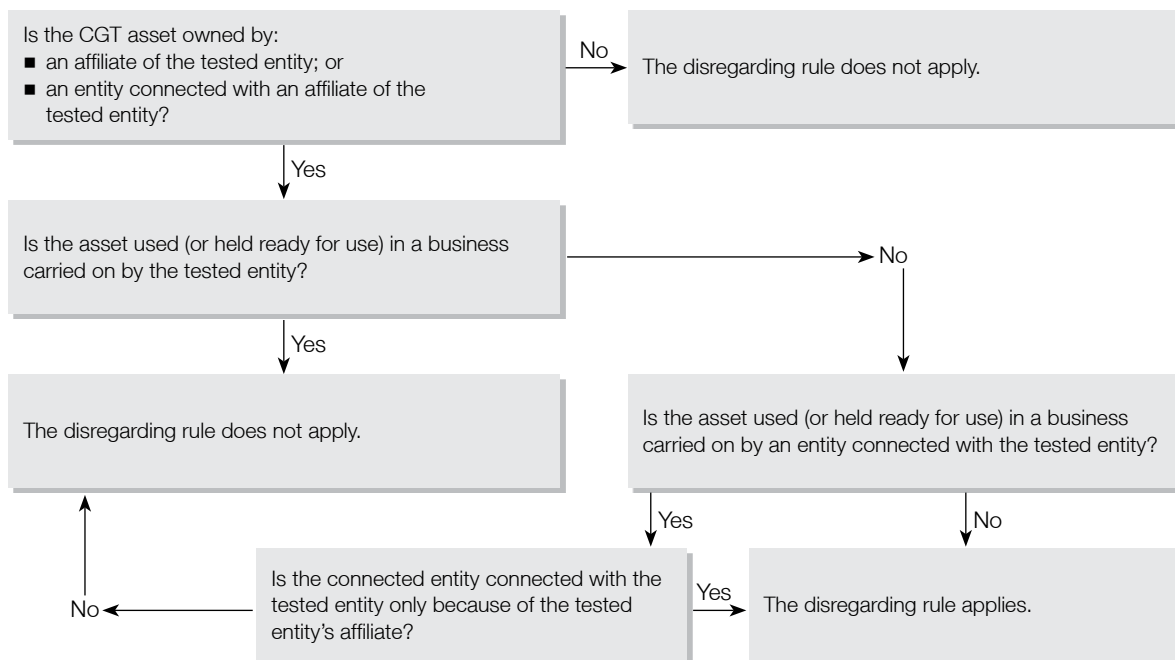 Is the CGT asset owned by:
■ an affiliate of the tested entity; or
■ an entity connected with an affiliate of the
tested entity?
No
The disregarding rule does not apply.
Yes
Is the asset used (or held ready for use) in a business
carried on by the tested entity?
No
Yes
The disregarding rule does not apply.
Is the asset used (or held ready for use) in a business
carried on by an entity connected with the tested entity?
Yes
No
Is the connected entity connected with the
tested entity only because of the tested
entity's affiliate?
No
Yes
The disregarding rule applies.